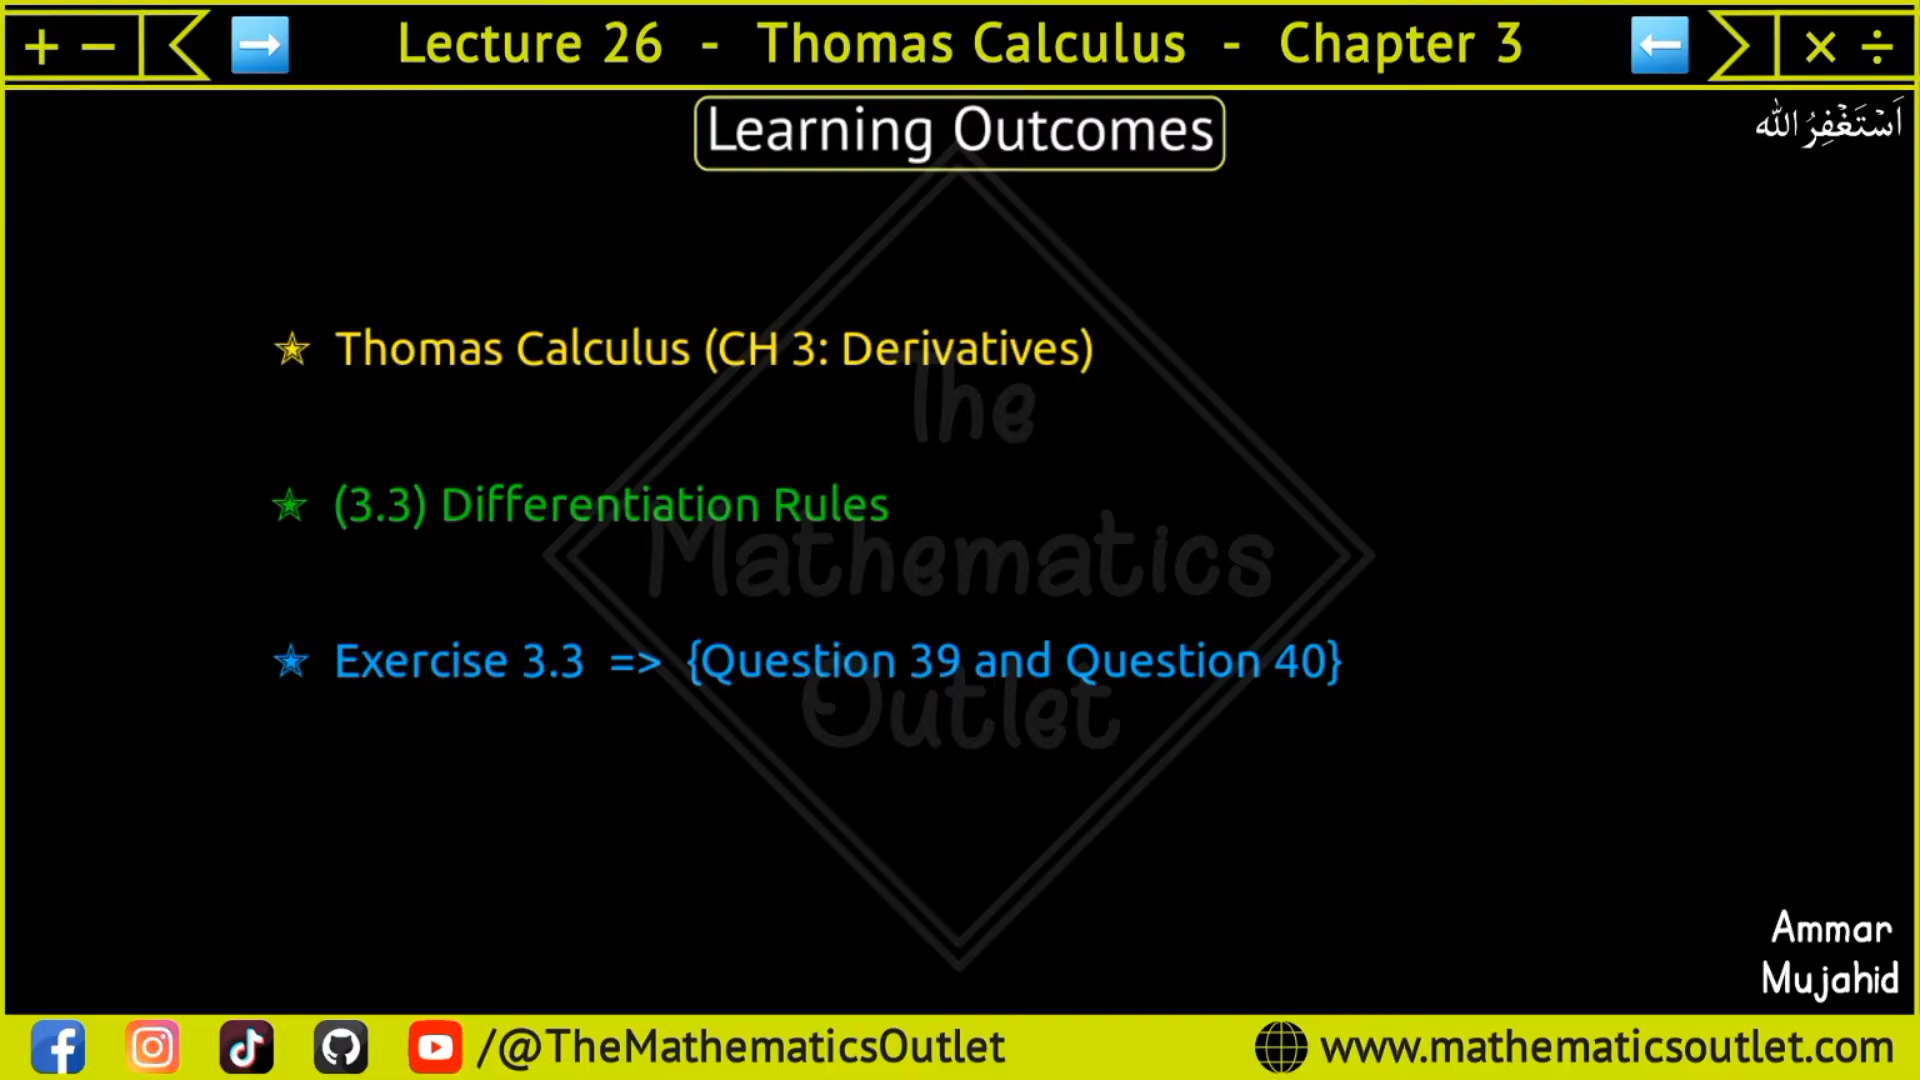 + − Lecture 26 - Thomas Calculus - Chapter 3 × ÷
Learning Outcomes
اَسْتَغْفِرُ اللّٰه
Thomas Calculus (CH 3: Derivatives)
(3.3) Differentiation Rules
Exercise 3.3 => {Question 39 and Question 40}
The
Mathematics
Outlet
Ammar
Mujahid
/@TheMathematicsOutlet www.mathematicsoutlet.com